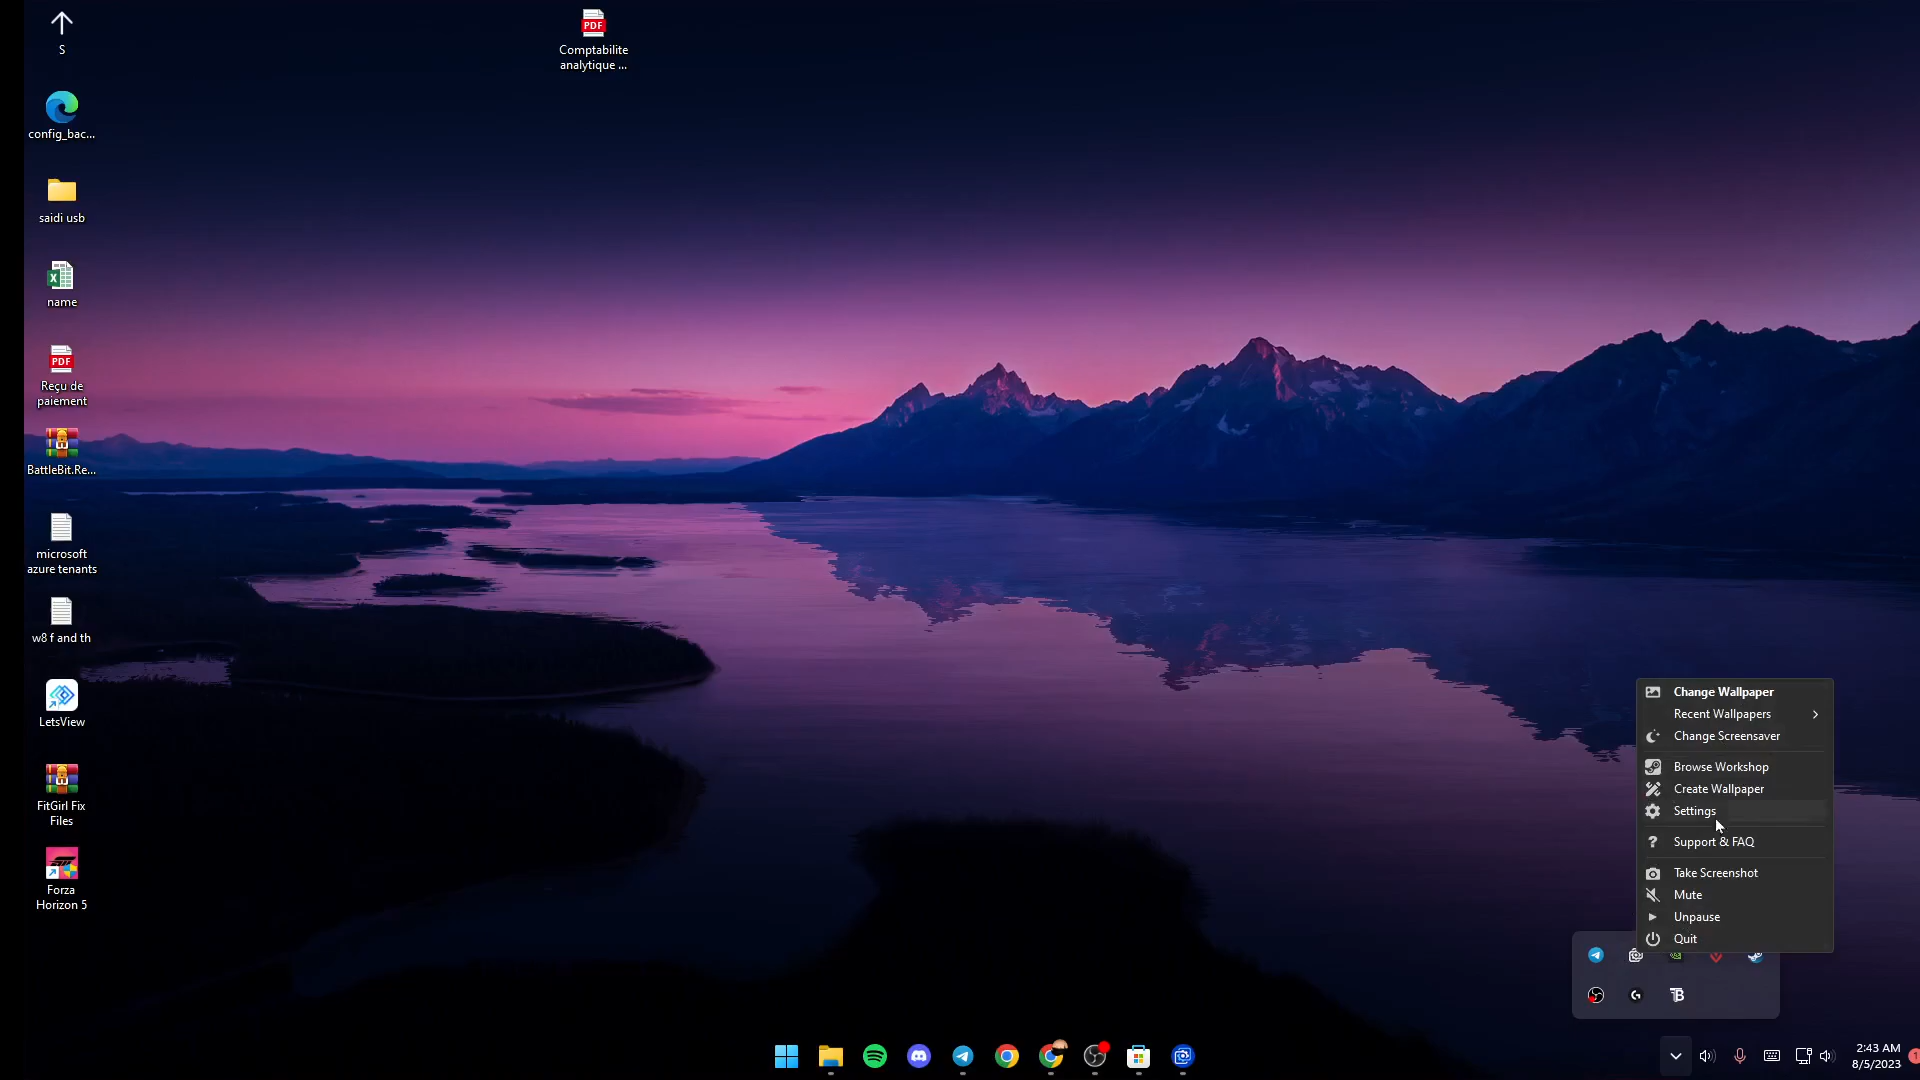 S
config_bac...
saidi usb
name
PDF
Reçu de
paiement
BattleBit.Re...
microsoft
azure tenants
w8 f and th
LetsView
FitGirl Fix
Files
Forza
Horizon 5
PDF
Comptabilite
analytique ...
Change Wallpaper
Recent Wallpapers
Change Screensaver
Browse Workshop
Create Wallpaper
Settings
Support & FAQ
Take Screenshot
Mute
Unpause
Quit
2:43 AM
8/5/2023
1